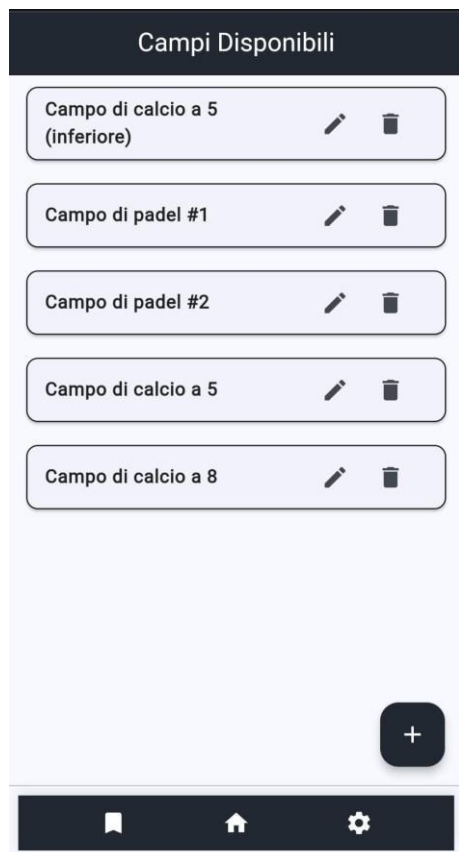 Campi Disponibili
Campo di calcio a 5
(inferiore)
Campo di padel #1
Campo di padel #2
Campo di calcio a 5
Campo di calcio a 8